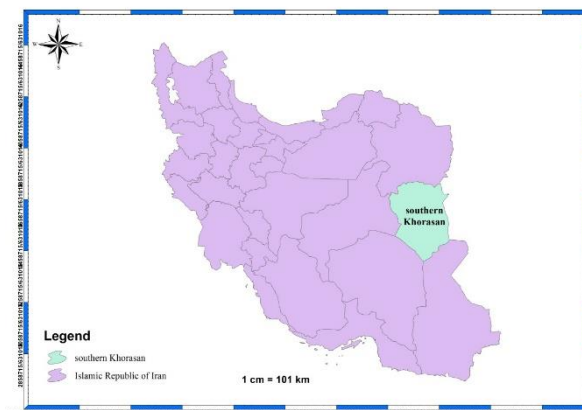 N
W
E
S
southern
Khorasan
Legend
southern Khorasan
Islamic Republic of Iran
1 cm = 101 km